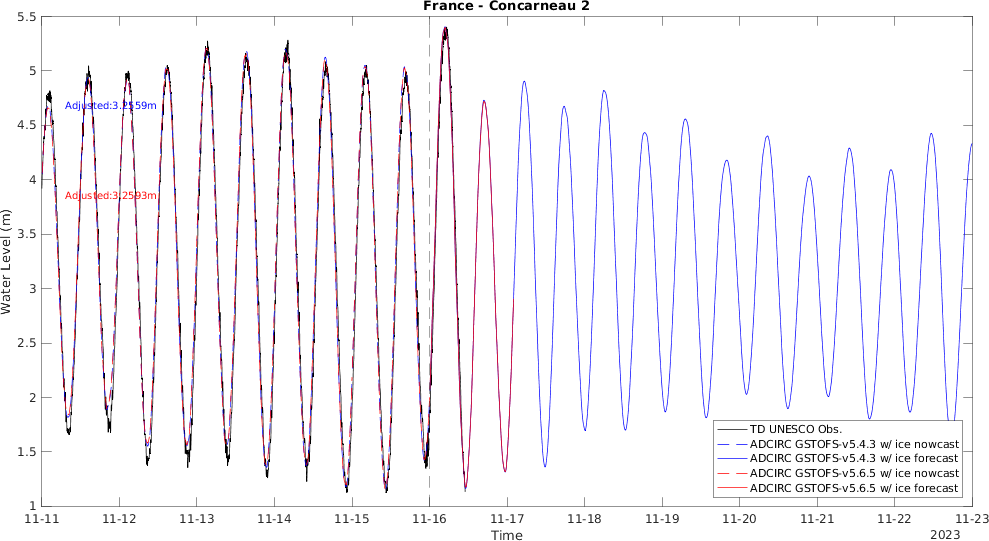 France - Concarneau 2
5.5
5
4.5
4
3.5
3
2.5
2
1.5
1
Water Level (m)
Adjusted:3.2559m
Adjusted:3.2593m
TD UNESCO Obs.
ADCIRC GSTOFS-v5.4.3 w/ ice nowcast
ADCIRC GSTOFS-v5.4.3 w/ ice forecast
ADCIRC GSTOFS-v5.6.5 w/ ice nowcast
ADCIRC GSTOFS-v5.6.5 w/ ice forecast
11-11 11-12 11-13 11-14 11-15 11-16 11-17 11-18 11-19 11-20 11-21 11-22 11-23
Time
2023